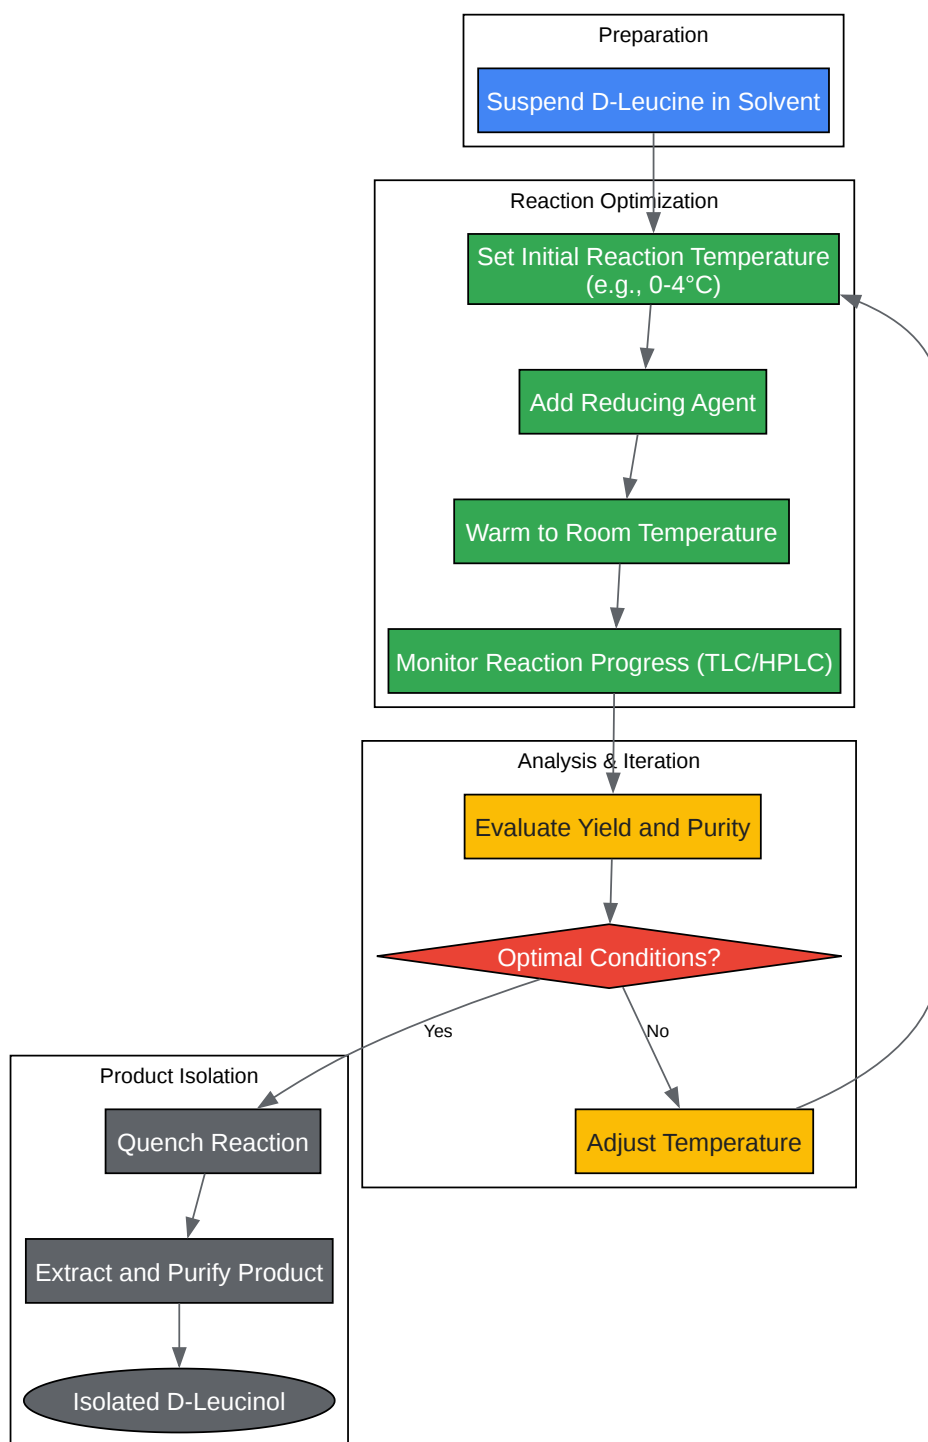 Preparation
Suspend D-Leucine in Solvent
Reaction Optimization
Set Initial Reaction Temperature
(e.g., 0-4°C)
Add Reducing Agent
Warm to Room Temperature
Monitor Reaction Progress (TLC/HPLC)
Analysis & Iteration
Evaluate Yield and Purity
Optimal Conditions?
Yes
No
Product Isolation
Quench Reaction
Adjust Temperature
Extract and Purify Product
Isolated D-Leucinol